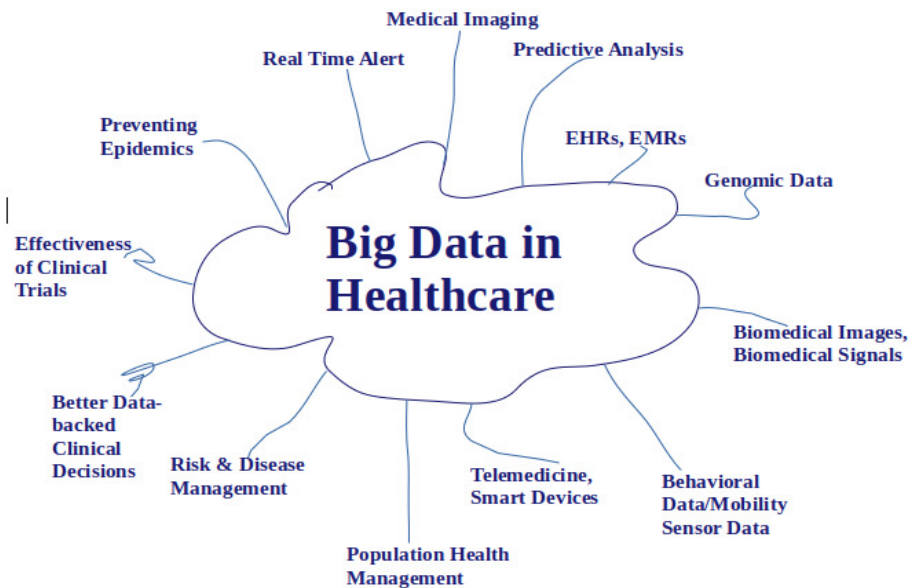 Medical Imaging
Predictive Analysis
Real Time Alert
Preventing
Epidemics
EHRs, EMRs
Genomic Data
Effectiveness
of Clinical
Trials
Big Data in
Healthcare
Biomedical Images,
Biomedical Signals
Better Data-
backed
Clinical
Decisions
Risk & Disease
Management
Telemedicine,
Smart Devices
Behavioral
Data/Mobility
Sensor Data
Population Health
Management